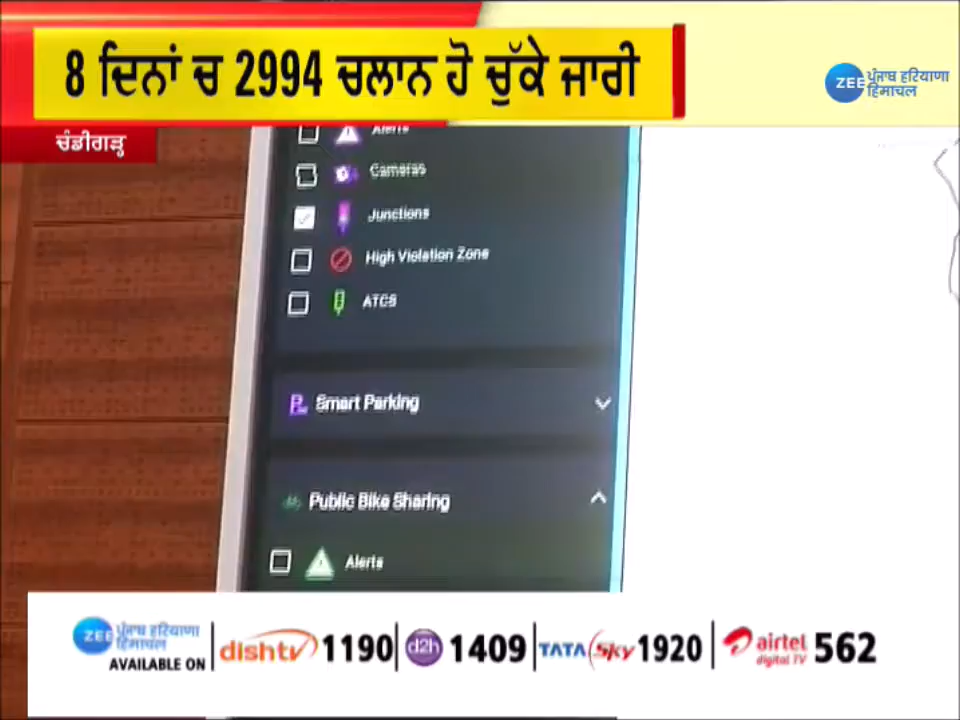 8 ਦਿਨਾਂ ਚ 2994 ਚਲਾਨ ਹੋ ਚੁੱਕੇ ਜਾਰੀ
ZEE ਪੰਜਾਬ ਹਰਿਆਣਾ
ਹਿਮਾਚਲ
ਚੰਡੀਗੜ੍ਹ
Alerts
Cameras
Junctions
High Violation Zone
ATCS
Smart Parking
Public Bike Sharing
Alerts
ZEE ਪੰਜਾਬ ਹਰਿਆਣਾ
ਹਿਮਾਚਲ
AVAILABLE ON
dishtv 1190
d2h 1409
TATA Sky 1920
airtel digital TV 562